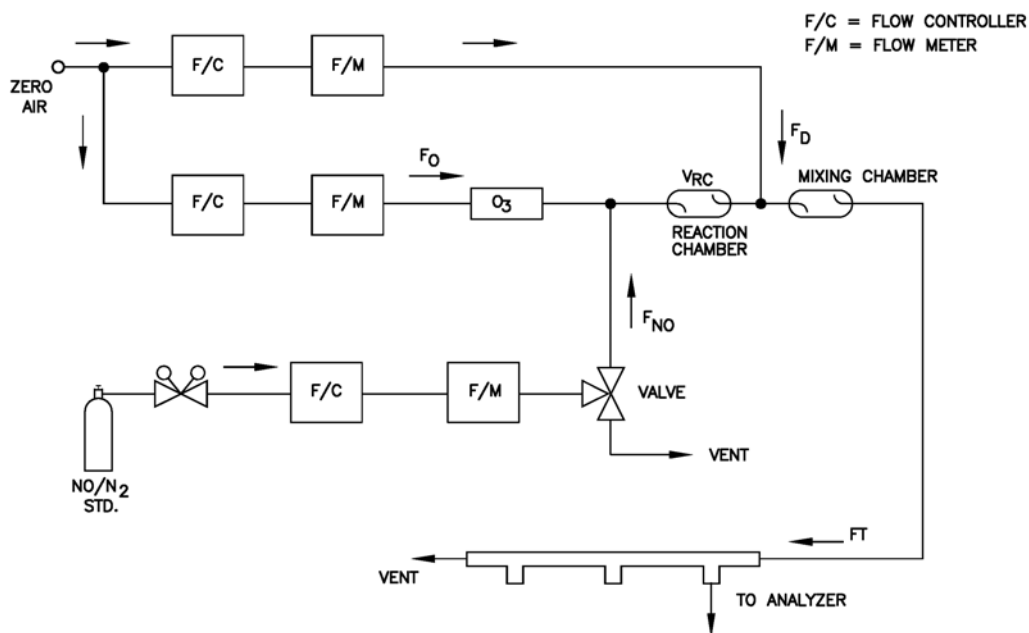 F/C = FLOW CONTROLLER
F/M = FLOW METER
ZERO
AIR
F/C
F/M
F/C
F/M
FO
O3
VRC
REACTION
CHAMBER
FD
MIXING CHAMBER
FNO
NO/N2
STD.
F/C
F/M
VALVE
VENT
FT
VENT
TO ANALYZER